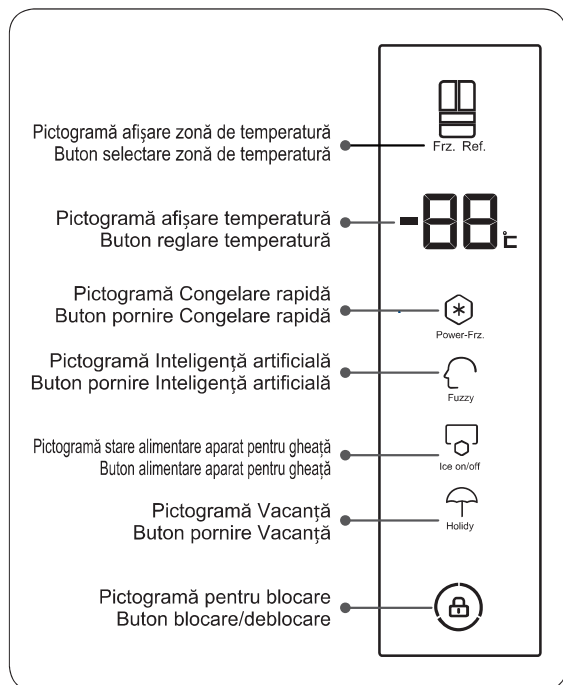 Frz. Ref.
Pictogramă afișare zonă de temperatură
Buton selectare zonă de temperatură
-88°C
Pictogramă afișare temperatură
Buton reglare temperatură
Pictogramă Congelare rapidă
Buton pornire Congelare rapidă
Power-Frz.
Pictogramă Inteligență artificială
Buton pornire Inteligență artificială
Fuzzy
Pictogramă stare alimentare aparat pentru gheață
Buton alimentare aparat pentru gheață
Ice on/off
Pictogramă Vacanță
Buton pornire Vacanță
Holidy
Pictogramă pentru blocare
Buton blocare/deblocare